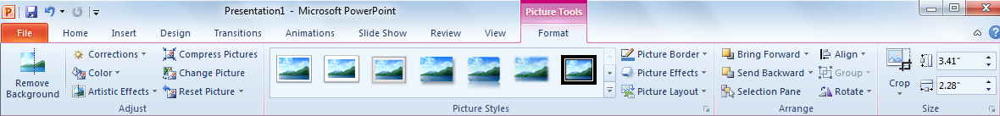 Presentation1 - Microsoft PowerPoint
Picture Tools
File Home Insert Design Transitions Animations Slide Show Review View Format
Remove Background
Corrections
Color
Artistic Effects
Compress Pictures
Change Picture
Reset Picture
Adjust
Picture Styles
Picture Border
Picture Effects
Picture Layout
Bring Forward
Send Backward
Selection Pane
Align
Group
Rotate
Arrange
Crop
3.41"
2.28"
Size